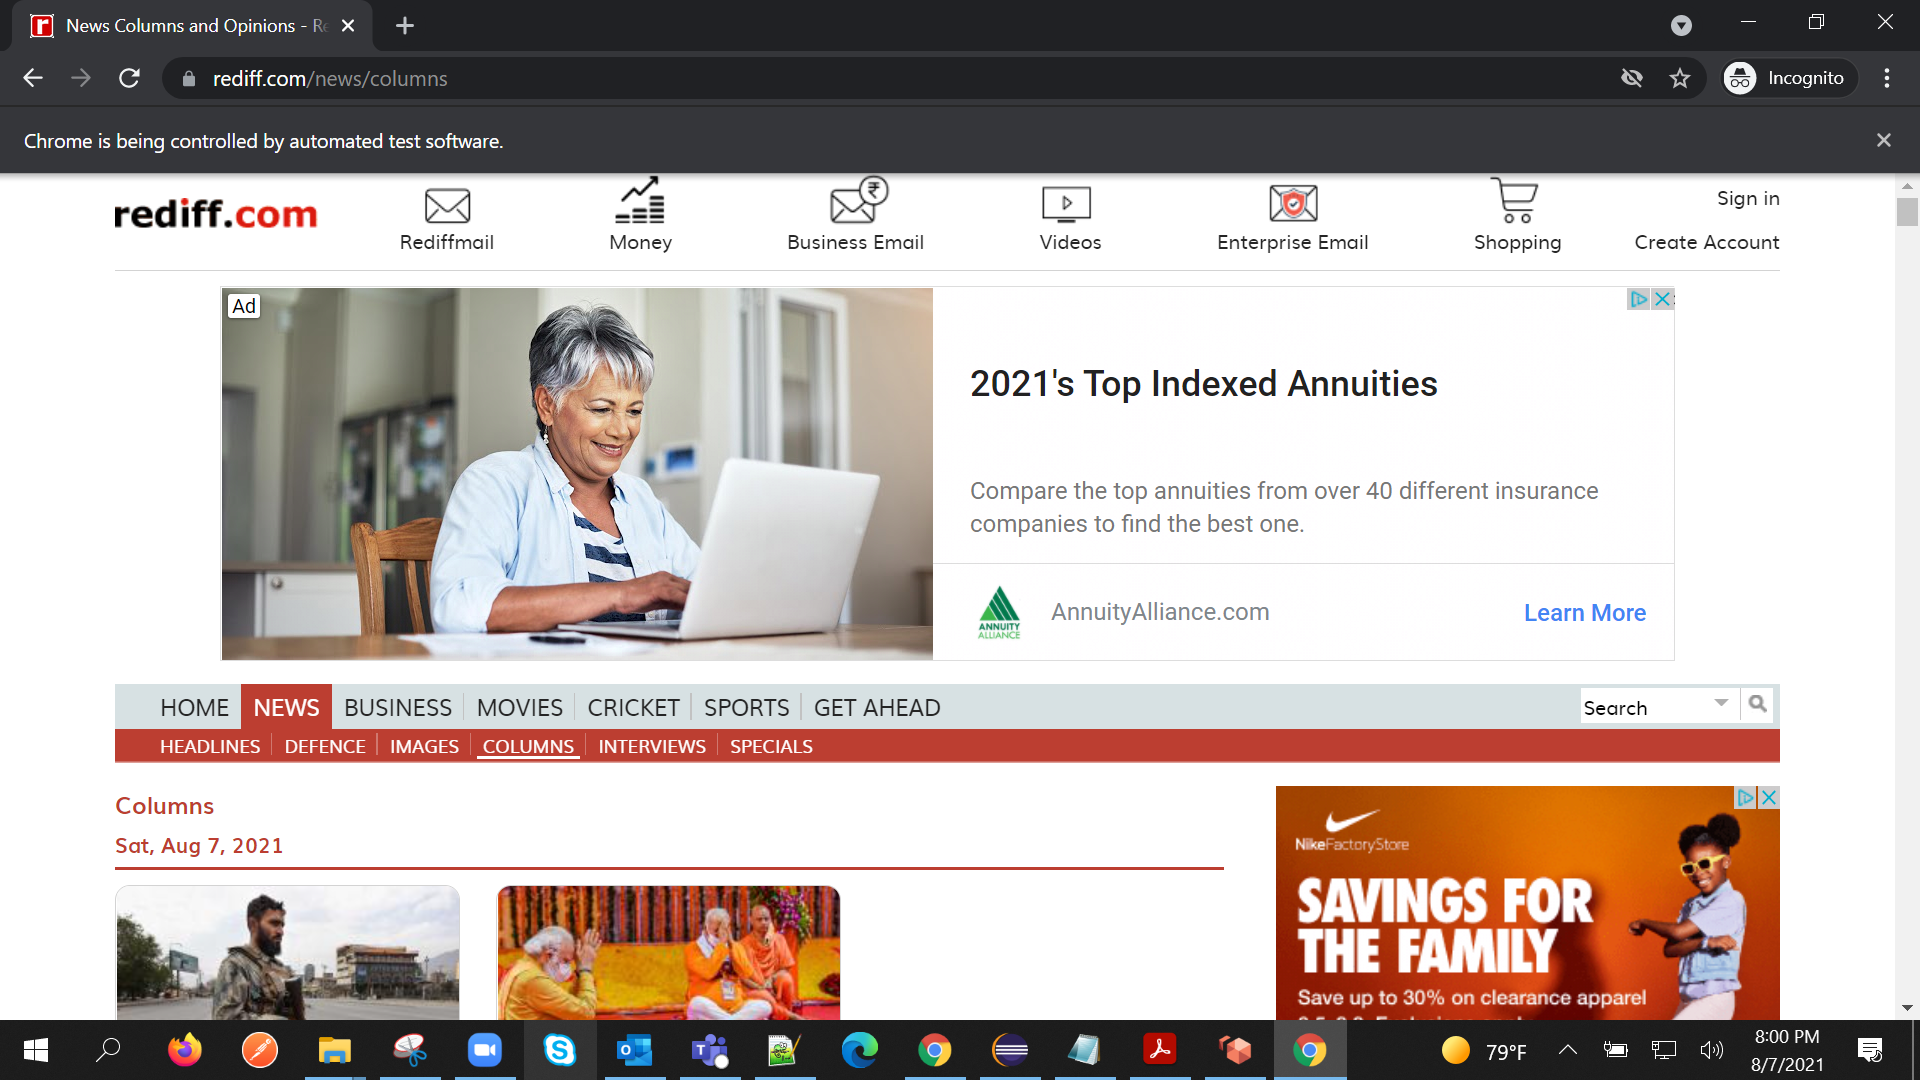 News Columns and Opinions - Re
rediff.com/news/columns
Incognito
Chrome is being controlled by automated test software.
rediff.com
Rediffmail
Money
Business Email
Videos
Enterprise Email
Shopping
Sign in
Create Account
Ad
2021's Top Indexed Annuities
Compare the top annuities from over 40 different insurance
companies to find the best one.
ANNUITY
ALLIANCE
AnnuityAlliance.com
Learn More
HOME NEWS BUSINESS MOVIES CRICKET SPORTS GET AHEAD
Search
HEADLINES DEFENCE IMAGES COLUMNS INTERVIEWS SPECIALS
Columns
Sat, Aug 7, 2021
NikeFactoryStore
SAVINGS FOR
THE FAMILY
Save up to 30% on clearance apparel
79°F
8:00 PM
8/7/2021